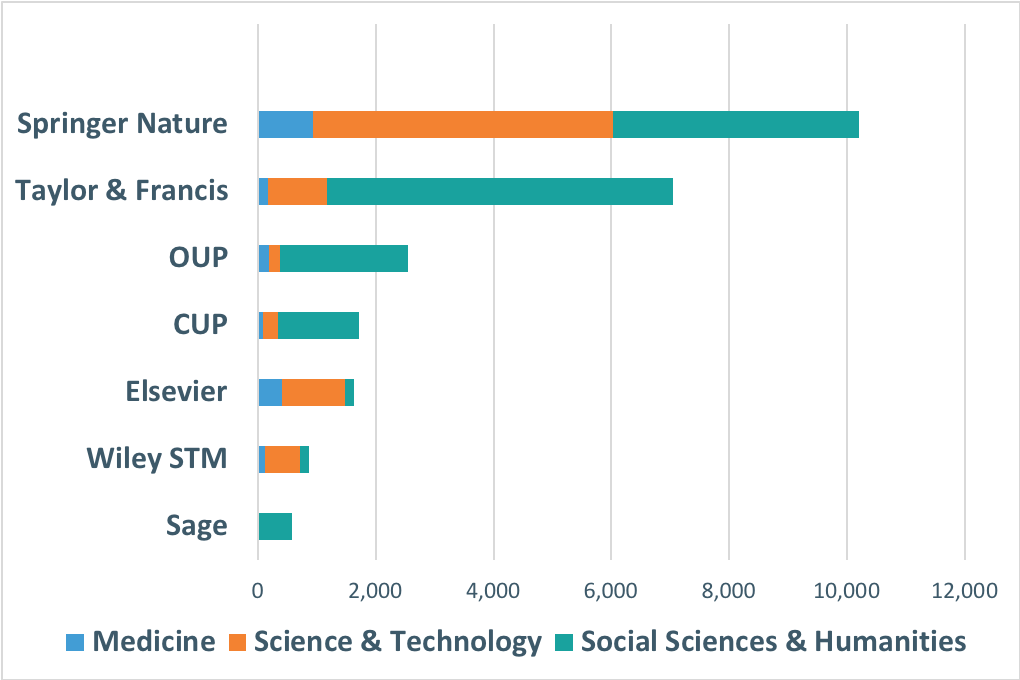 Springer Nature
Taylor & Francis
OUP
CUP
Elsevier
Wiley STM
Sage
0 2,000 4,000 6,000 8,000 10,000 12,000
Medicine Science & Technology Social Sciences & Humanities